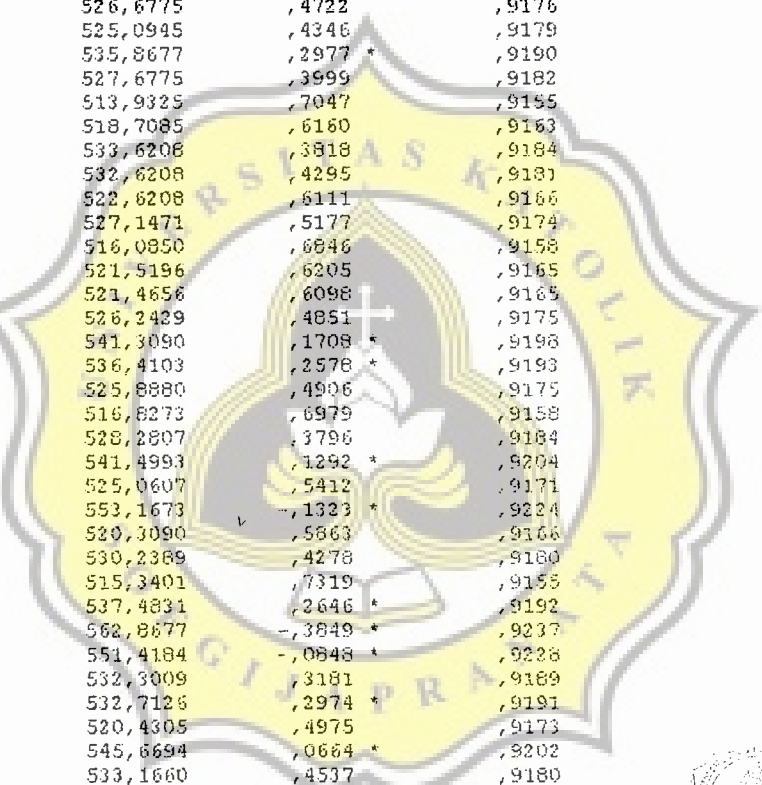 526,6775 ,4722 ,9176
525,0945 ,4346 ,9179
535,8677 ,2977 * ,9190
527,6775 ,3999 ,9182
513,9325 ,7047 ,9155
518,7085 ,6160 ,9163
533,6208 ,3818 ,9184
532,6208 ,4295 ,9181
522,6208 ,6111 ,9166
527,1471 ,5177 ,9174
516,0850 ,6846 ,9158
521,5196 ,6205 ,9165
521,4656 ,6098 ,9165
526,2429 ,4851 ,9175
541,3090 ,1708 * ,9198
536,4103 ,2578 * ,9193
525,8880 ,4906 ,9175
516,8273 ,6979 ,9158
528,2807 ,3796 ,9184
541,4993 ,1292 * ,9204
525,0607 ,5412 ,9171
553,1673 -,1323 * ,9224
520,3090 ,5863 ,9166
530,2389 ,4278 ,9180
515,3401 ,7319 ,9155
537,4831 ,2646 * ,9192
562,8677 -,3849 * ,9237
551,4184 -,0848 * ,9228
532,3009 ,3181 ,9189
532,7126 ,2974 * ,9191
520,4305 ,4975 ,9173
545,6694 ,0664 * ,9202
533,1660 ,4537 ,9180
UNIVERSITAS KATOLIK
SOEGIJAPRANATA